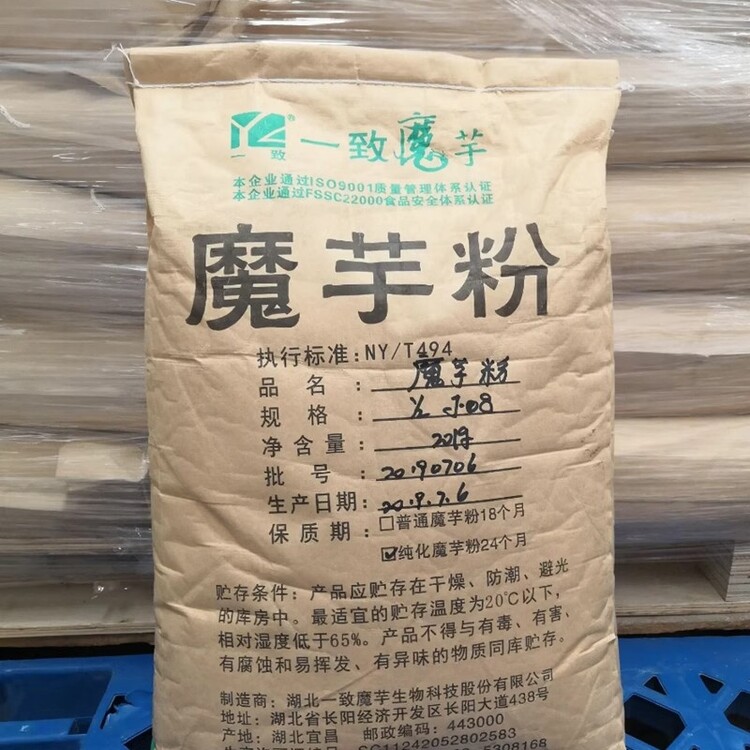 YZ®
一致 一致魔芋
本企业通过ISO9001质量管理体系认证
本企业通过FSSC22000食品安全体系认证
魔芋粉
执行标准:NY/T494
品名: 魔芋粉
规格: J-08
净含量:
批号: 20190706
生产日期: 2019.7.6
保质期: □普通魔芋粉18个月
☑纯化魔芋粉24个月
贮存条件:产品应贮存在干燥、防潮、避光
的库房中。最适宜的贮存温度为20℃以下,
相对湿度低于65%。产品不得与有毒、有害、
有腐蚀和易挥发、有异味的物质同库贮存。
制造商:湖北一致魔芋生物科技股份有限公司
地址:湖北省长阳经济开发区长阳大道438号
产地:湖北宜昌 邮政编码:443000
SC11242052802583
5308168